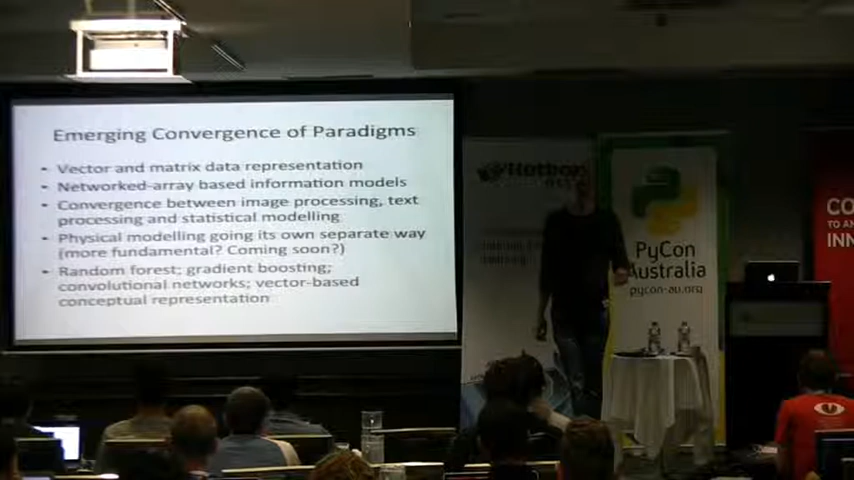 Emerging Convergence of Paradigms
• Vector and matrix data representation
• Networked-array based information models
• Convergence between image processing, text
processing and statistical modelling
• Physical modelling going its own separate way
(more fundamental? Coming soon?)
• Random forest; gradient boosting;
convolutional networks; vector-based
conceptual representation
PyCon
Australia
pycon-au.org
INN